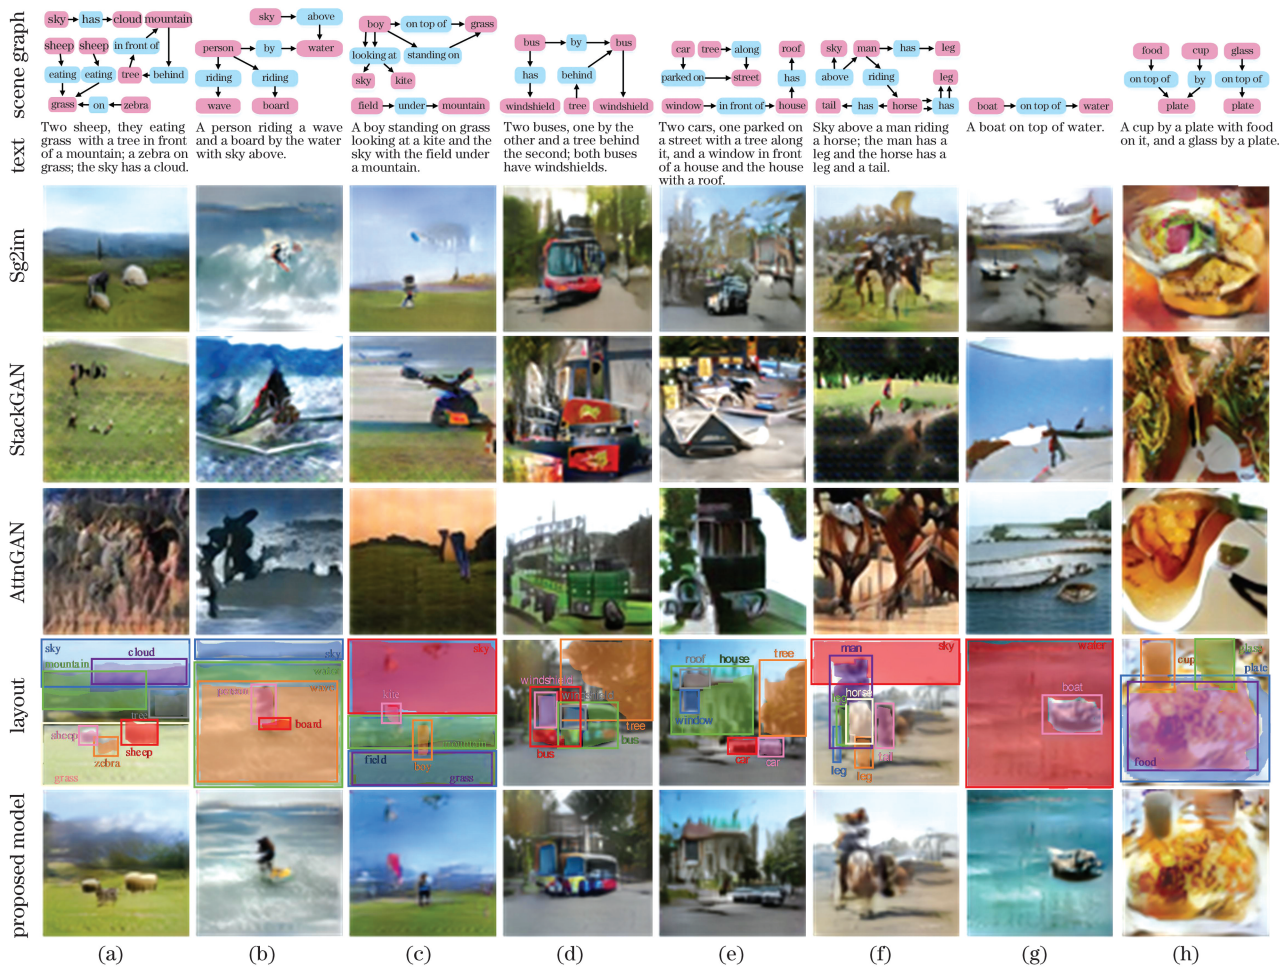 scene graph
sky has cloud mountain
sheep sheep in front of
eating eating tree behind
grass on zebra
sky above
person by water
riding riding
wave board
boy on top of grass
looking at standing on
sky kite
field under mountain
bus by bus
has behind
windshield tree windshield
car tree along roof
parked on street has
window in front of house
sky man has leg
above riding leg
tail has horse has
boat on top of water
food cup glass
on top of by on top of
plate plate
text
Two sheep, they eating
grass with a tree in front
of a mountain; a zebra on
grass; the sky has a cloud.
A person riding a wave
and a board by the water
with sky above.
A boy standing on grass
looking at a kite and the
sky with the field under
a mountain.
Two buses, one by the
other and a tree behind
the second; both buses
have windshields.
Two cars, one parked on
a street with a tree along
it, and a window in front
of a house and the house
with a roof.
Sky above a man riding
a horse; the man has a
leg and the horse has a
leg and a tail.
A boat on top of water.
A cup by a plate with food
on it, and a glass by a plate.
Sg2im
StackGAN
AttnGAN
layout
sky
cloud
mountain
tree
sheep
sheep
zebra
grass
sky
water
wave
person
board
sky
kite
mountain
boy
field
grass
windshield
windshield
tree
bus
bus
roof
house
tree
window
car
car
man
sky
horse
leg
leg
tail
water
boat
cup
plate
food
proposed model
(a)
(b)
(c)
(d)
(e)
(f)
(g)
(h)